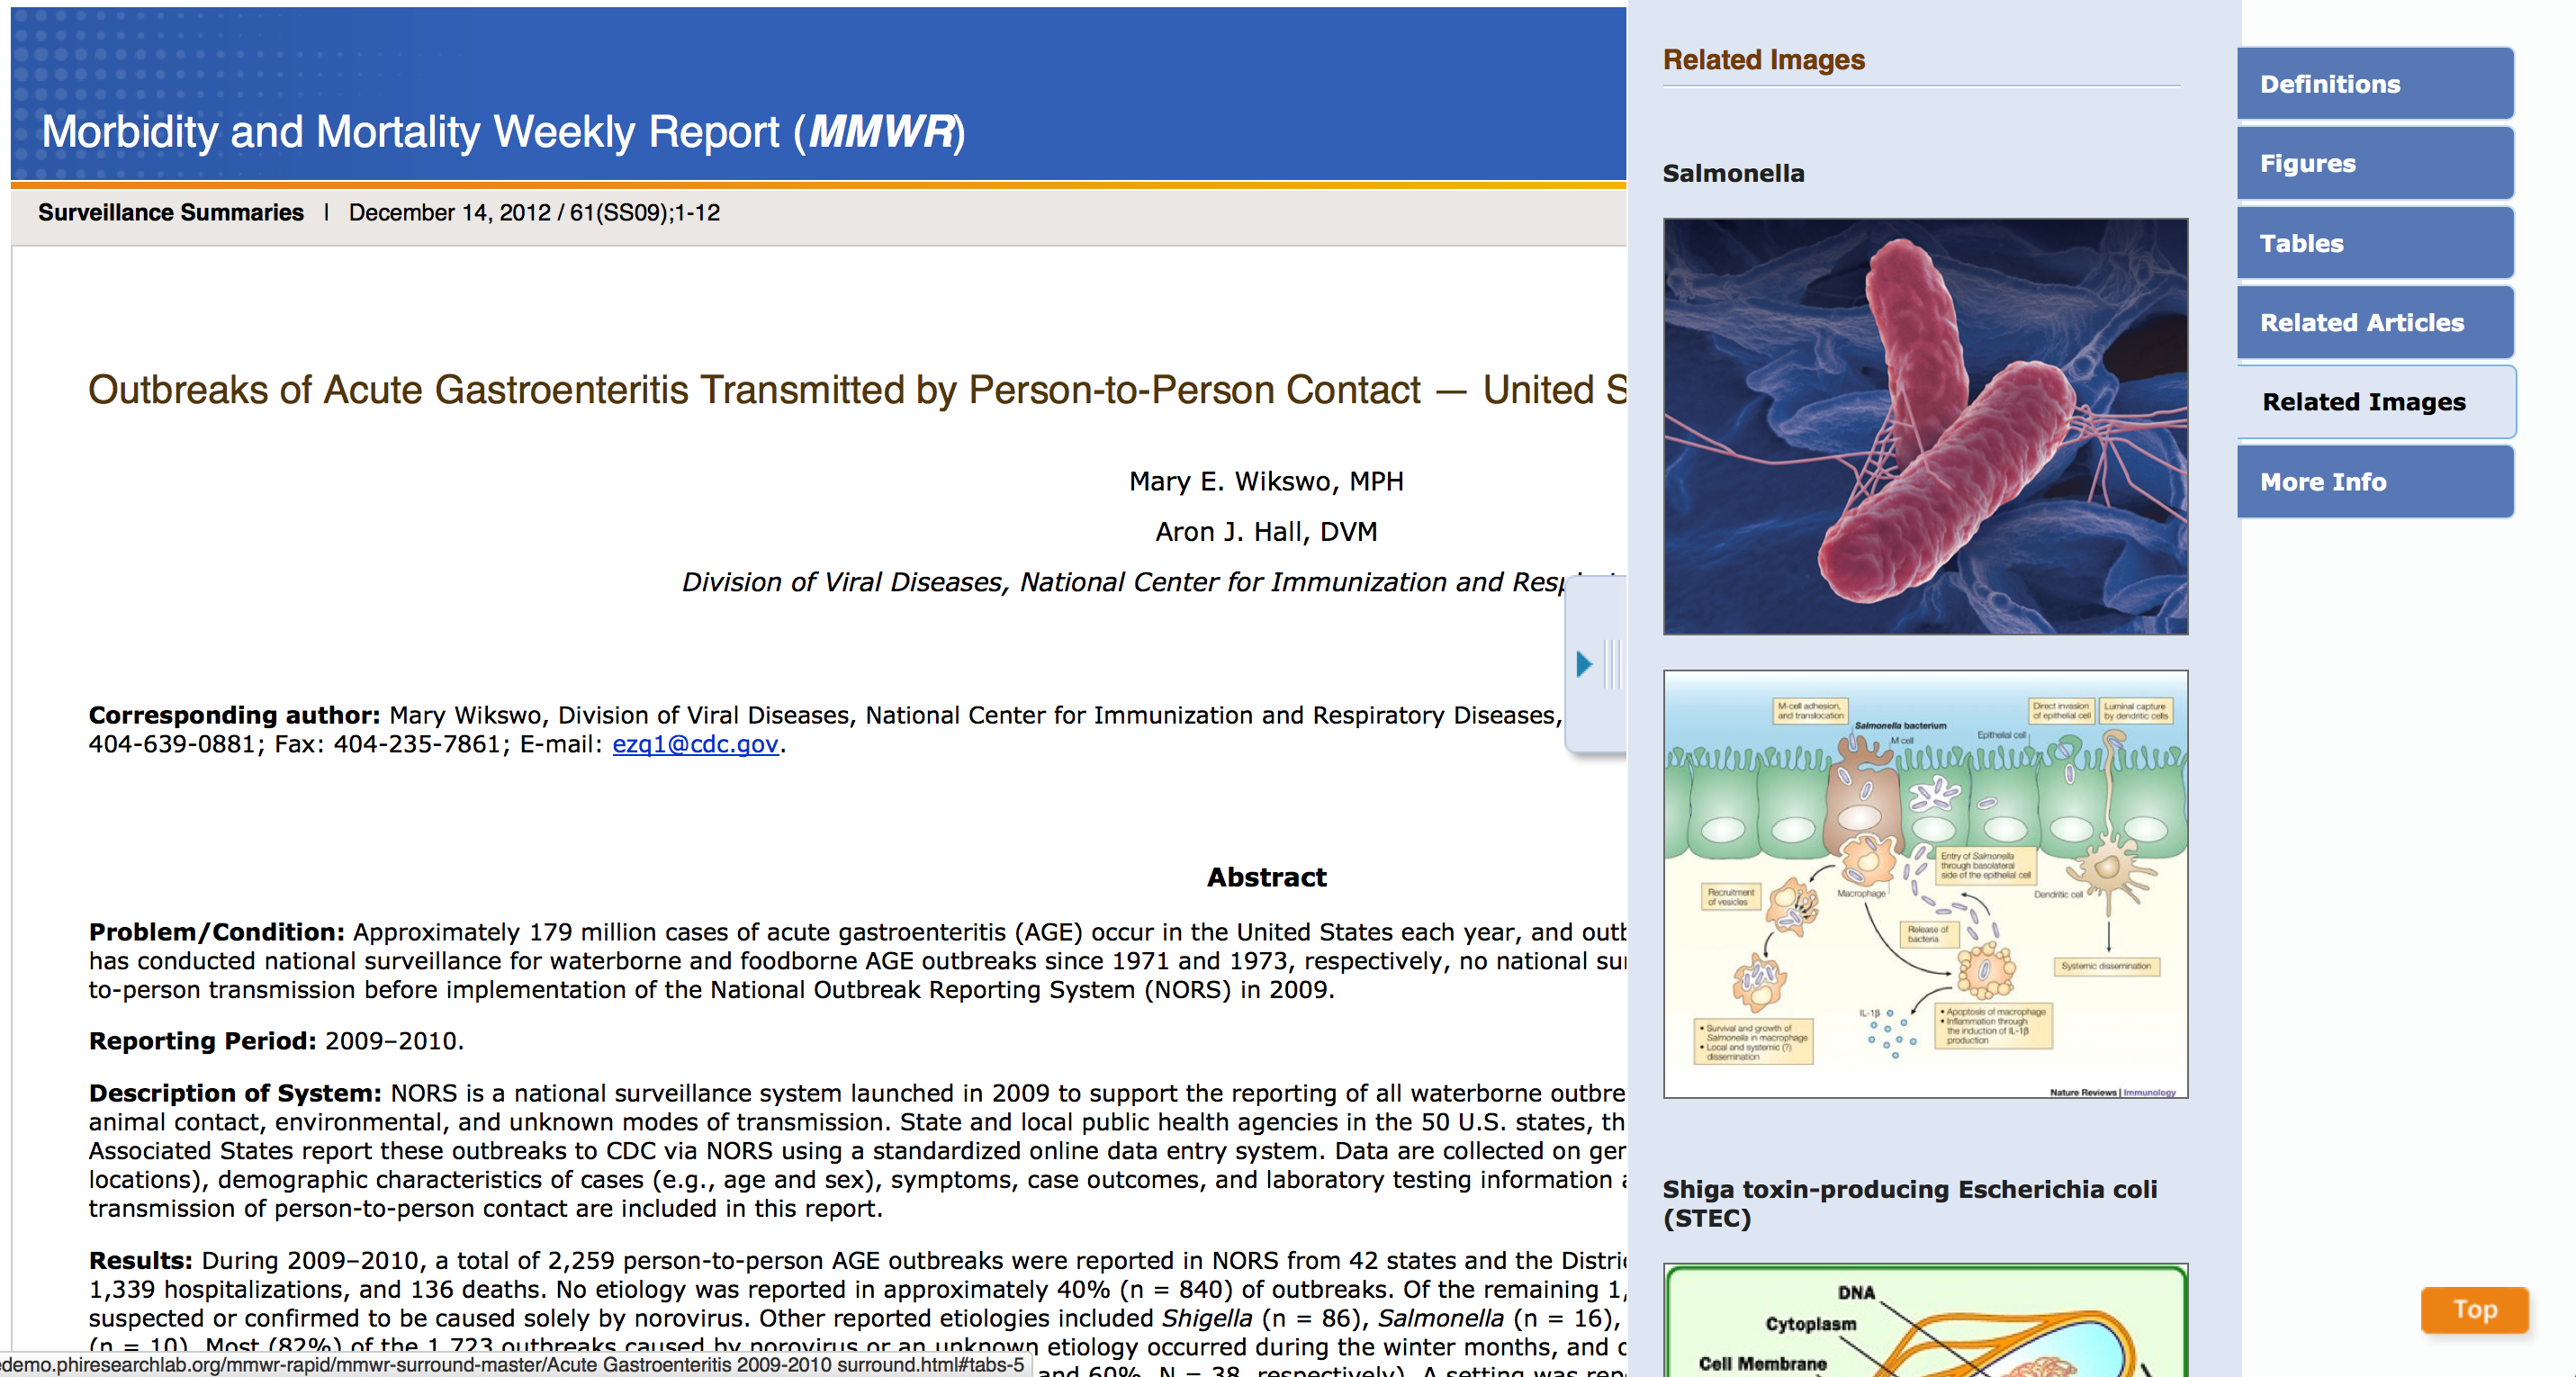 Morbidity and Mortality Weekly Report (MMWR)
Surveillance Summaries | December 14, 2012 / 61(SS09);1-12
Outbreaks of Acute Gastroenteritis Transmitted by Person-to-Person Contact — United S
Mary E. Wikswo, MPH
Aron J. Hall, DVM
Division of Viral Diseases, National Center for Immunization and
Corresponding author: Mary Wikswo, Division of Viral Diseases, National Center for Immunization and Respiratory Diseases,
404-639-0881; Fax: 404-235-7861; E-mail: ezq1@cdc.gov.
Abstract
Problem/Condition: Approximately 179 million cases of acute gastroenteritis (AGE) occur in the United States each year, and outb
has conducted national surveillance for waterborne and foodborne AGE outbreaks since 1971 and 1973, respectively, no national su
to-person transmission before implementation of the National Outbreak Reporting System (NORS) in 2009.
Reporting Period: 2009–2010.
Description of System: NORS is a national surveillance system launched in 2009 to support the reporting of all waterborne outbre
animal contact, environmental, and unknown modes of transmission. State and local public health agencies in the 50 U.S. states, th
Associated States report these outbreaks to CDC via NORS using a standardized online data entry system. Data are collected on ger
locations), demographic characteristics of cases (e.g., age and sex), symptoms, case outcomes, and laboratory testing information a
transmission of person-to-person contact are included in this report.
Results: During 2009–2010, a total of 2,259 person-to-person AGE outbreaks were reported in NORS from 42 states and the Distri
1,339 hospitalizations, and 136 deaths. No etiology was reported in approximately 40% (n = 840) of outbreaks. Of the remaining 1,
suspected or confirmed to be caused solely by norovirus. Other reported etiologies included Shigella (n = 86), Salmonella (n = 16),
(n = 10). Most (82%) of the 1,723 outbreaks caused by norovirus or an unknown etiology occurred during the winter months, and
and 60%, N = 38, respectively). A setting was
demo.phiresearchlab.org/mmwr-rapid/mmwr-surround-master/Acute Gastroenteritis 2009-2010 surround.html#tabs-5
Related Images
Salmonella
M-cell adhesion,
and translocation
Salmonella bacterium
M cell
Epithelial cell
Direct invasion
of epithelial cell
Luminal capture
by dendritic cells
Entry of Salmonella
through basolateral
side of the epithelial cell
Recruitment
of vesicles
Macrophage
Dendritic cell
Release of
bacteria
Systemic dissemination
IL-1β
• Survival and growth of
Salmonella in macrophage
• Local and systemic (?)
dissemination
• Apoptosis of macrophage
• Inflammation through
the induction of IL-1β
production
Nature Reviews | Immunology
Shiga toxin-producing Escherichia coli
(STEC)
DNA
Cytoplasm
Cell Membrane
Definitions
Figures
Tables
Related Articles
Related Images
More Info
Top